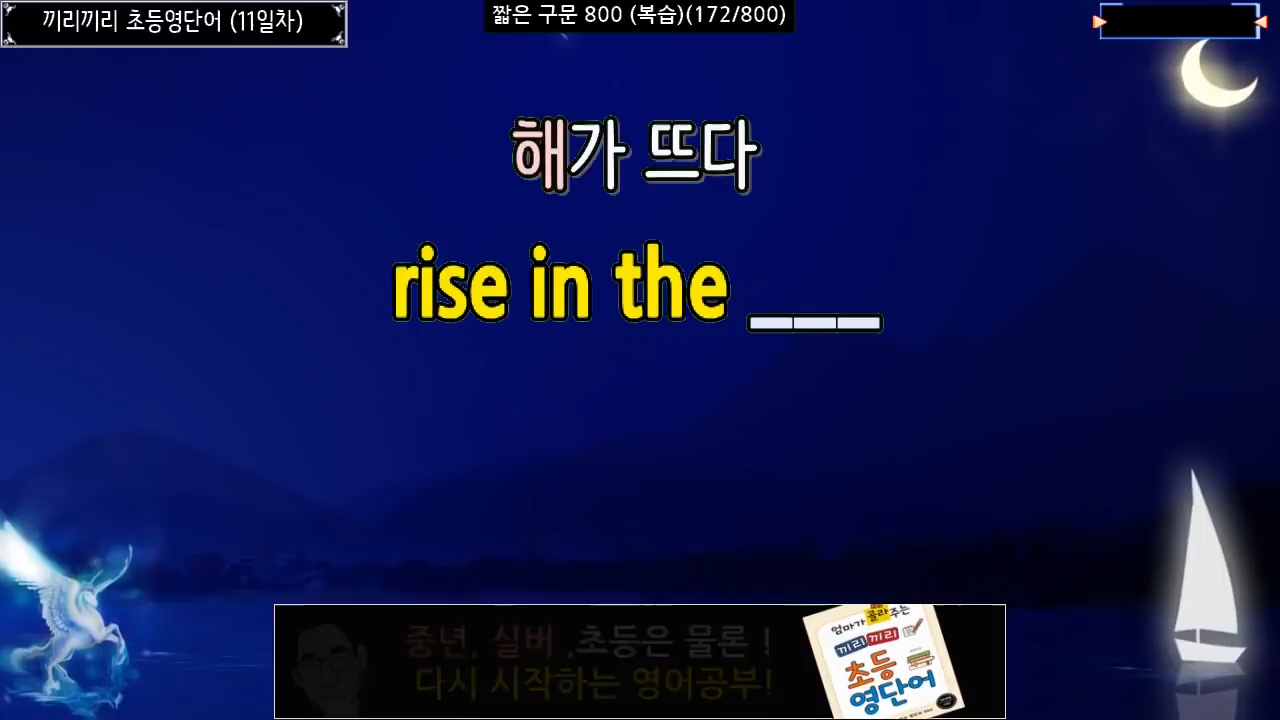 끼리끼리 초등영단어 (11일차)
짧은 구문 800 (복습)(172/800)
해가 뜨다
rise in the ___
중년, 실버 ,초등은 물론 !
다시 시작하는 영어공부!
엄마가 골라주는
끼리끼리
초등
영단어